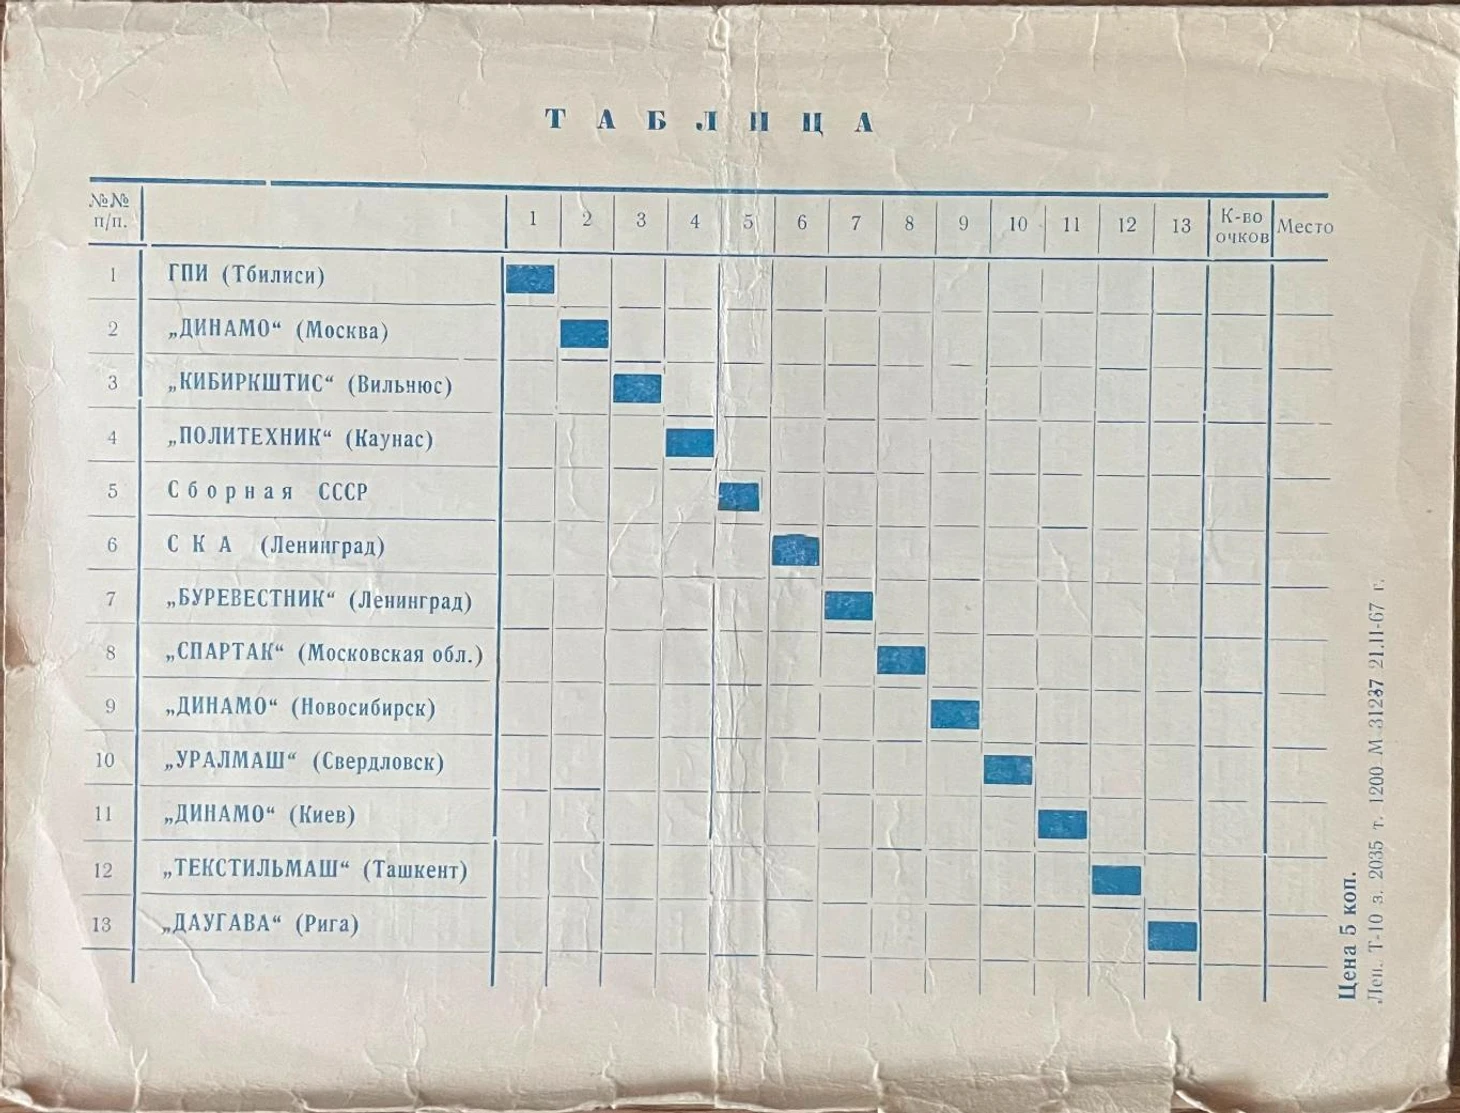 ТАБЛИЦА
№№ п/п. 1 2 3 4 5 6 7 8 9 10 11 12 13 К-во очков Место
1 ГПИ (Тбилиси)
2 „ДИНАМО“ (Москва)
3 „КИБИРКШТИС“ (Вильнюс)
4 „ПОЛИТЕХНИК“ (Каунас)
5 Сборная СССР
6 СКА (Ленинград)
7 „БУРЕВЕСТНИК“ (Ленинград)
8 „СПАРТАК“ (Московская обл.)
9 „ДИНАМО“ (Новосибирск)
10 „УРАЛМАШ“ (Свердловск)
11 „ДИНАМО“ (Киев)
12 „ТЕКСТИЛЬМАШ“ (Ташкент)
13 „ДАУГАВА“ (Рига)
Цена 5 коп.
Лен. Т-10 з. 2035 т. 1200 М-31237 21.II-67 г.